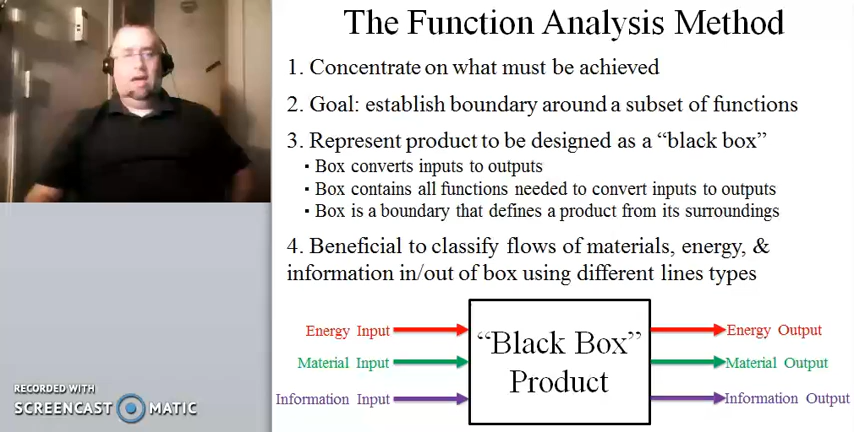 The Function Analysis Method
1. Concentrate on what must be achieved
2. Goal: establish boundary around a subset of functions
3. Represent product to be designed as a “black box”
▪ Box converts inputs to outputs
▪ Box contains all functions needed to convert inputs to outputs
▪ Box is a boundary that defines a product from its surroundings
4. Beneficial to classify flows of materials, energy, &
information in/out of box using different lines types
Energy Input
Material Input
Information Input
“Black Box”
Product
Energy Output
Material Output
Information Output
RECORDED WITH
SCREENCAST MATIC